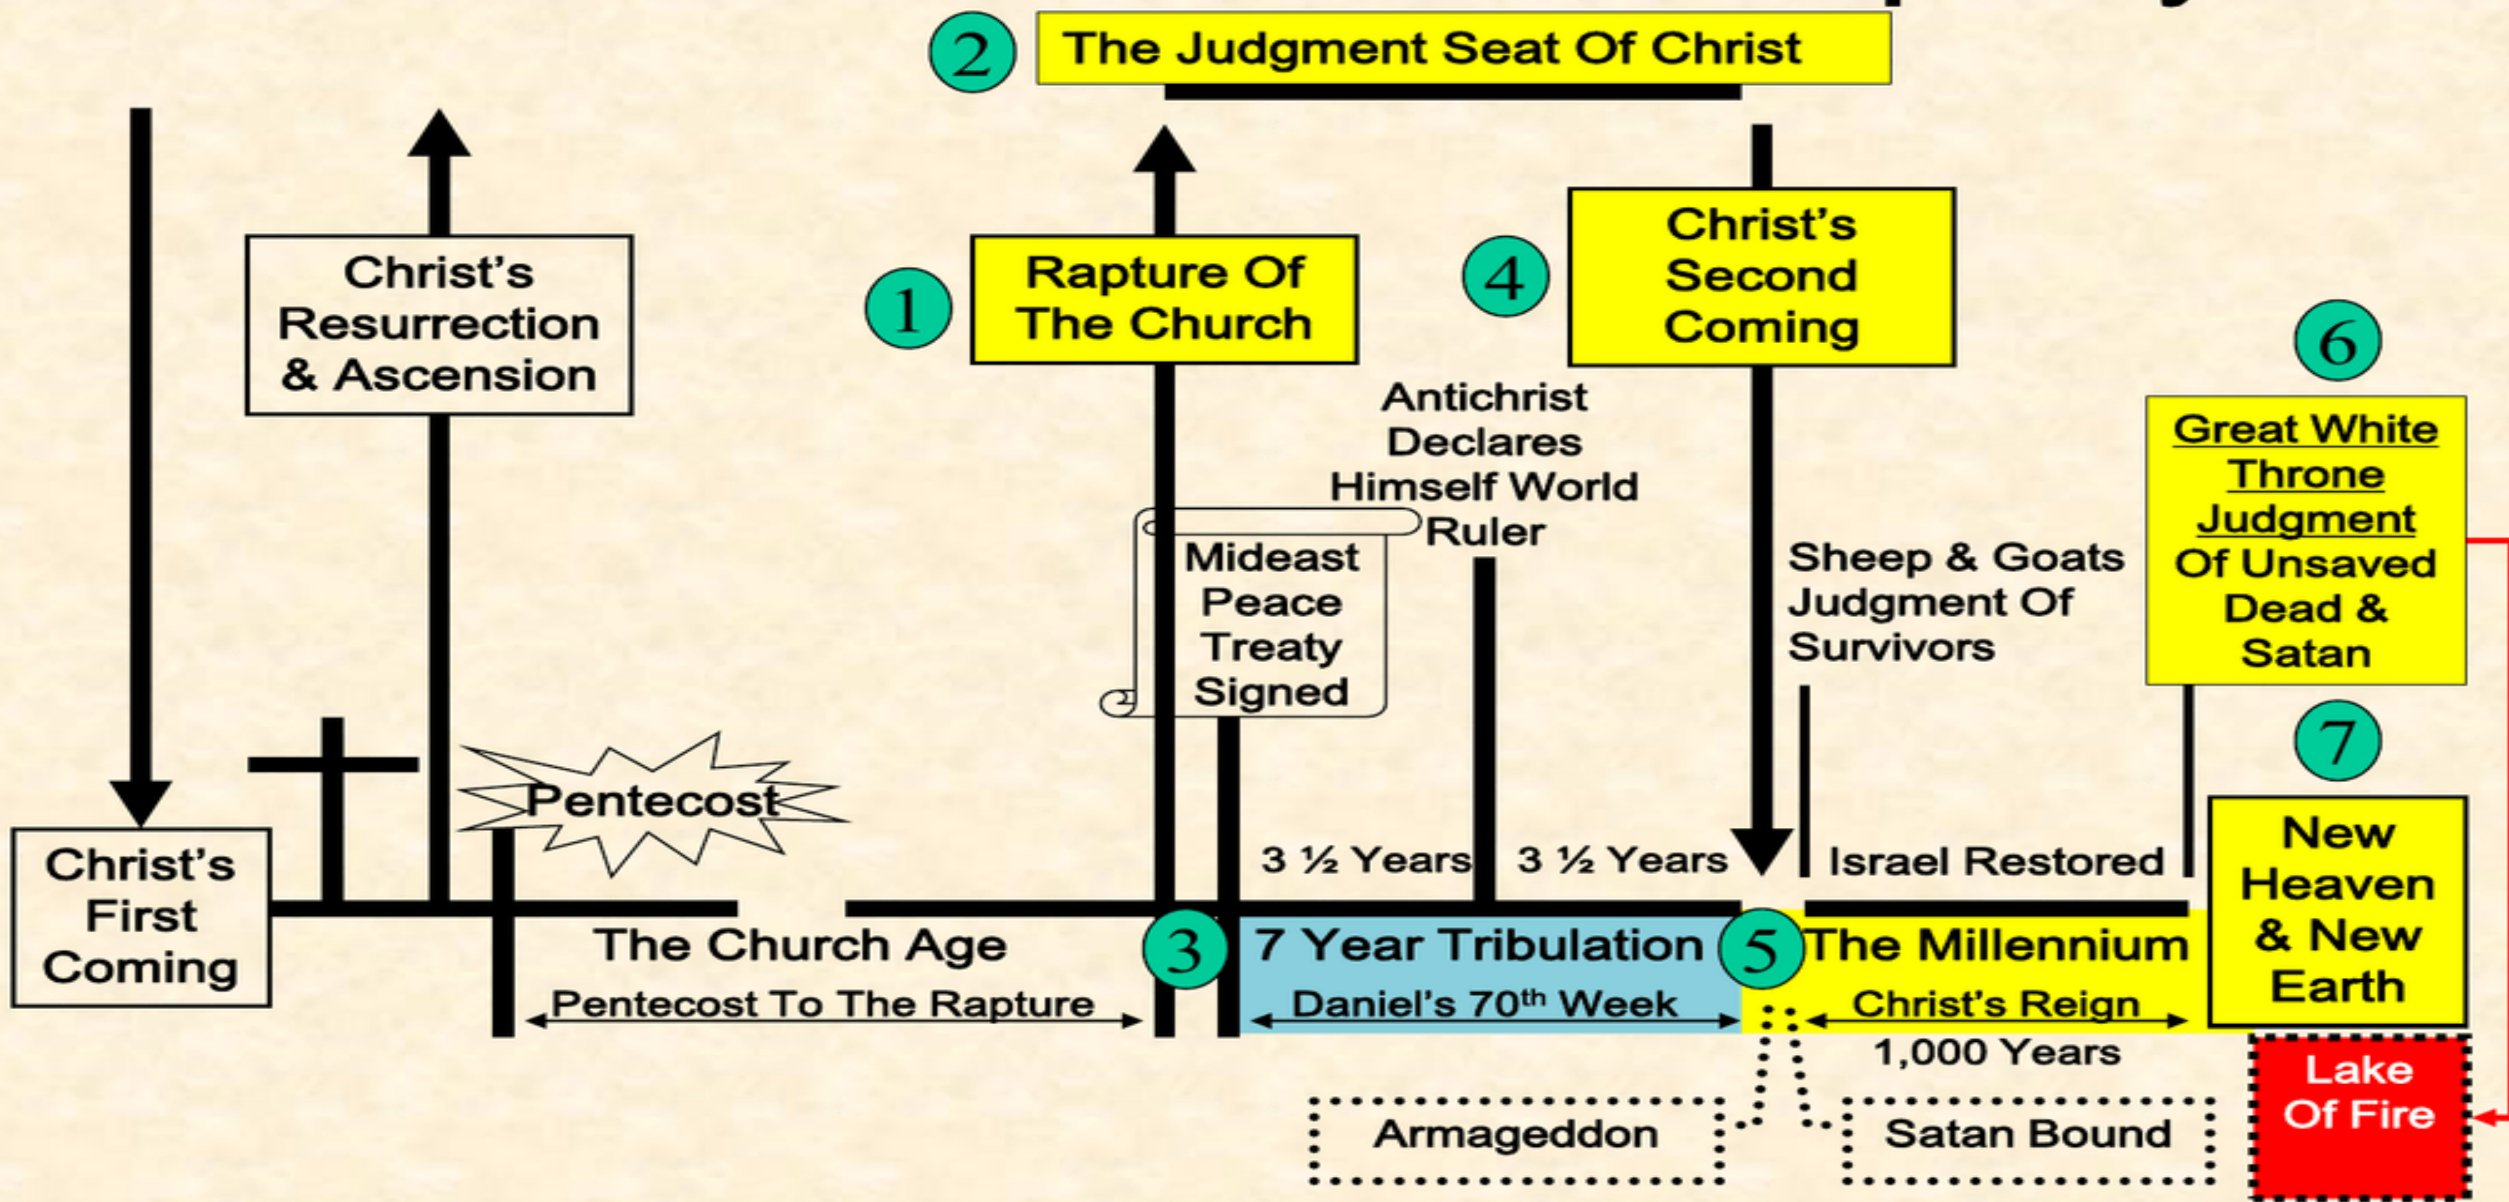 2
The Judgment Seat Of Christ
Christ's
Resurrection
& Ascension
1
Rapture Of
The Church
4
Christ's
Second
Coming
Antichrist
Declares
Himself World
Ruler
Mideast
Peace
Treaty
Signed
Sheep & Goats
Judgment Of
Survivors
6
Great White
Throne
Judgment
Of Unsaved
Dead &
Satan
7
New
Heaven
& New
Earth
Pentecost
3 ½ Years
3 ½ Years
Israel Restored
Christ's
First
Coming
The Church Age
Pentecost To The Rapture
3
7 Year Tribulation
Daniel's 70th Week
5
The Millennium
Christ's Reign
1,000 Years
Armageddon
Satan Bound
Lake
Of Fire